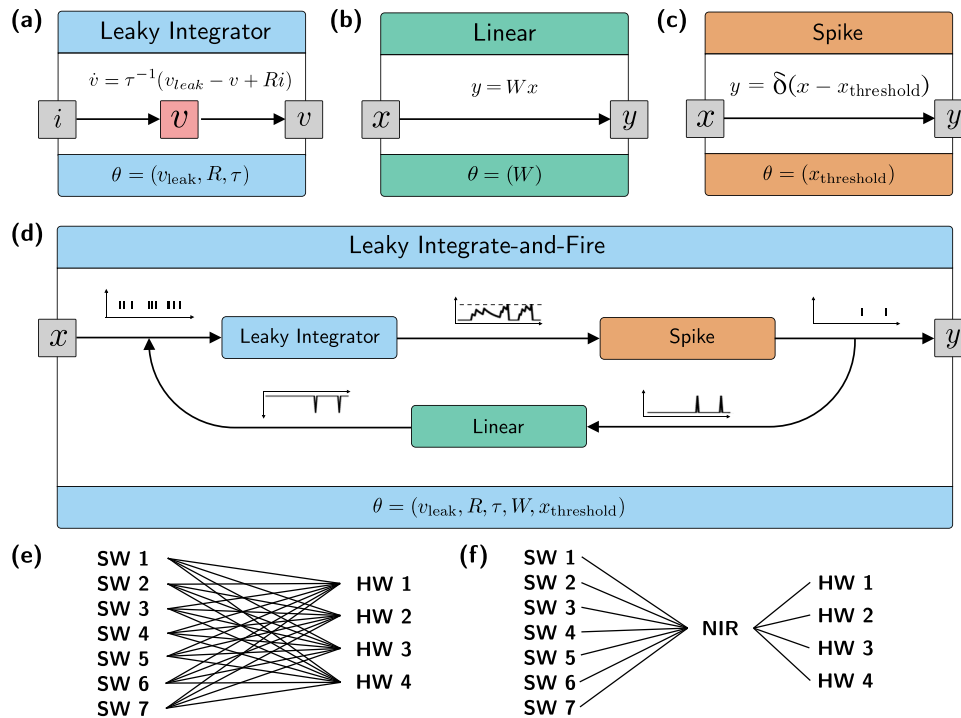 (a)
Leaky Integrator
v̇ = τ⁻¹(v_leak − v + Ri)
i
v
v
θ = (v_leak, R, τ)
(b)
Linear
y = Wx
x
y
θ = (W)
(c)
Spike
y = δ(x − x_threshold)
x
y
θ = (x_threshold)
(d)
Leaky Integrate-and-Fire
x
Leaky Integrator
Spike
y
Linear
θ = (v_leak, R, τ, W, x_threshold)
(e)
SW 1
SW 2
SW 3
SW 4
SW 5
SW 6
SW 7
HW 1
HW 2
HW 3
HW 4
(f)
SW 1
SW 2
SW 3
SW 4
SW 5
SW 6
SW 7
NIR
HW 1
HW 2
HW 3
HW 4